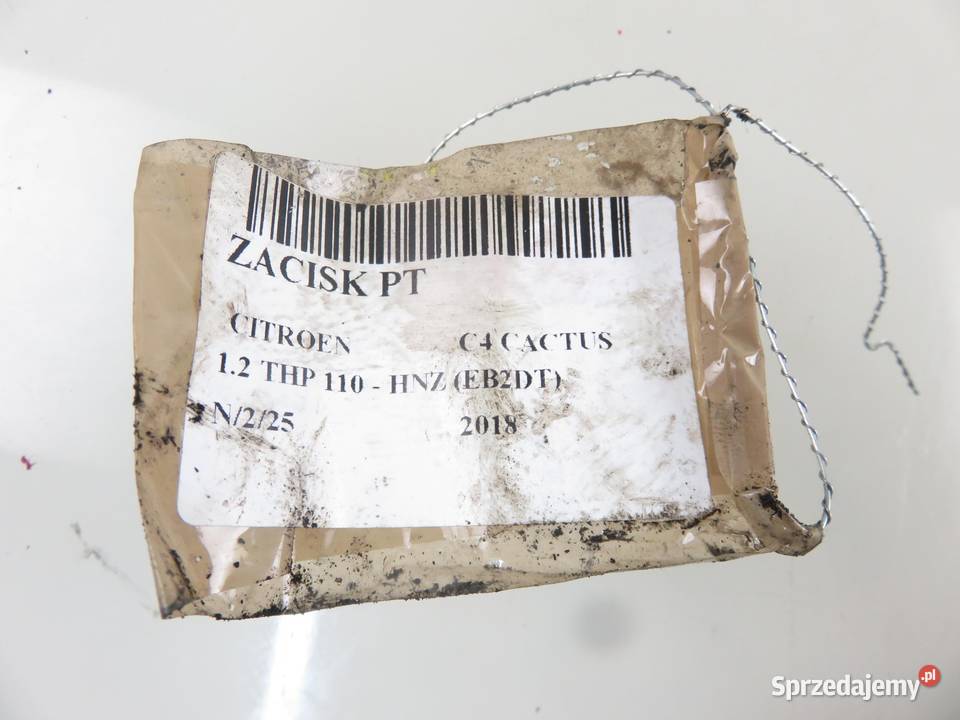 ZACISK PT
CITROEN C4 CACTUS
1.2 THP 110 - HNZ (EB2DT)
N/2/25 2018
Sprzedajemy.pl